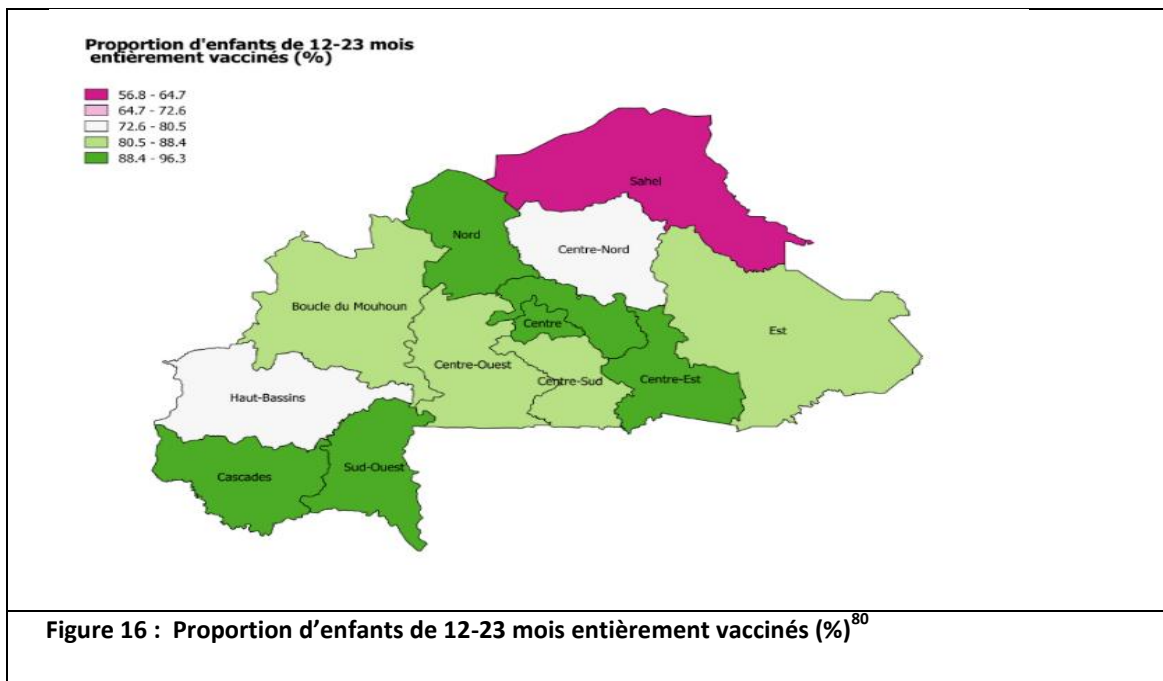 Proportion d'enfants de 12-23 mois
entièrement vaccinés (%)
56.8 - 64.7
64.7 - 72.6
72.6 - 80.5
80.5 - 88.4
88.4 - 96.3
Sahel
Nord
Centre-Nord
Boucle du Mouhoun
Centre
Est
Centre-Ouest
Centre-Sud
Centre-Est
Haut-Bassins
Cascades
Sud-Ouest
Figure 16 : Proportion d’enfants de 12-23 mois entièrement vaccinés (%)80